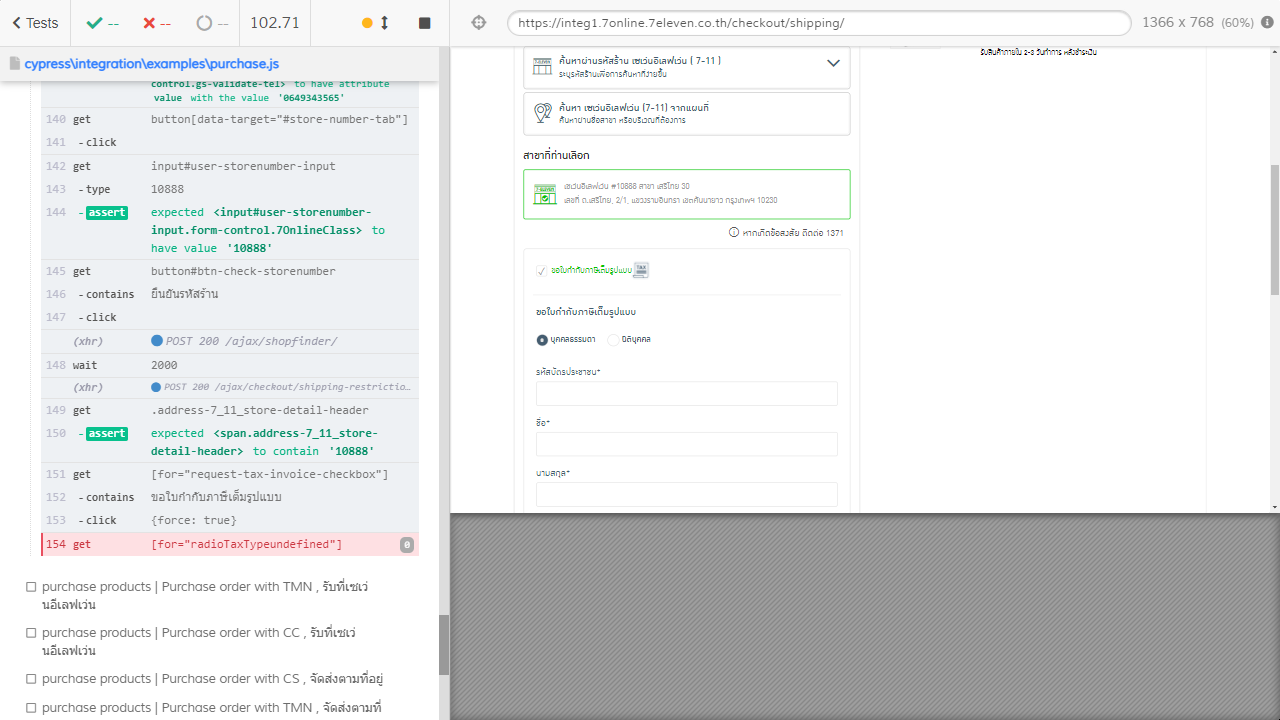 Tests
--
--
--
102.71
https://integ1.7online.7eleven.co.th/checkout/shipping/
1366 x 768 (60%)
cypress\integration\examples\purchase.js
control.gs-validate-tel> to have attribute
value with the value '0649343565'
140 get button[data-target="#store-number-tab"]
141 -click
142 get input#user-storenumber-input
143 -type 10888
144 -assert expected <input#user-storenumber-
input.form-control.7OnlineClass> to
have value '10888'
145 get button#btn-check-storenumber
146 -contains ยืนยันรหัสร้าน
147 -click
(xhr) POST 200 /ajax/shopfinder/
148 wait 2000
(xhr) POST 200 /ajax/checkout/shipping-restrictio…
149 get .address-7_11_store-detail-header
150 -assert expected <span.address-7_11_store-
detail-header> to contain '10888'
151 get [for="request-tax-invoice-checkbox"]
152 -contains ขอใบกำกับภาษีเต็มรูปแบบ
153 -click {force: true}
154 get [for="radioTaxTypeundefined"] 0
purchase products | Purchase order with TMN , รับที่เซเว่
นอีเลฟเว่น
purchase products | Purchase order with CC , รับที่เซเว่
นอีเลฟเว่น
purchase products | Purchase order with CS , จัดส่งตามที่อยู่
purchase products | Purchase order with TMN , จัดส่งตามที่
รับสินค้าภายใน 2-3 วันทำการ หลังชำระเงิน
ค้นหาผ่านรหัสร้าน เซเว่นอีเลฟเว่น ( 7-11 )
ระบุรหัสร้านเพื่อการค้นหาที่ง่ายขึ้น
ค้นหา เซเว่นอีเลฟเว่น (7-11) จากแผนที่
ค้นหาผ่านชื่อสาขา หรือบริเวณที่ต้องการ
สาขาที่ท่านเลือก
เซเว่นอีเลฟเว่น #10888 สาขา เสรีไทย 30
เลขที่ ถ.เสรีไทย, 2/1, แขวงรามอินทรา เขตคันนายาว กรุงเทพฯ 10230
หากเกิดข้อสงสัย ติดต่อ 1371
ขอใบกำกับภาษีเต็มรูปแบบ TAX
ขอใบกำกับภาษีเต็มรูปแบบ
บุคคลธรรมดา นิติบุคคล
รหัสบัตรประชาชน*
ชื่อ*
นามสกุล*